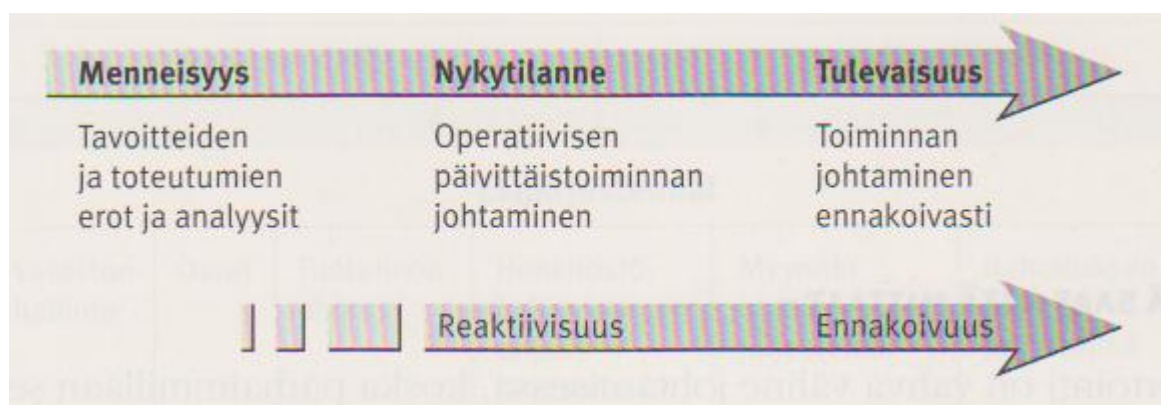 Menneisyys Nykytilanne Tulevaisuus
Tavoitteiden
ja toteutumien
erot ja analyysit
Operatiivisen
päivittäistoiminnan
johtaminen
Toiminnan
johtaminen
ennakoivasti
Reaktiivisuus Ennakoivuus